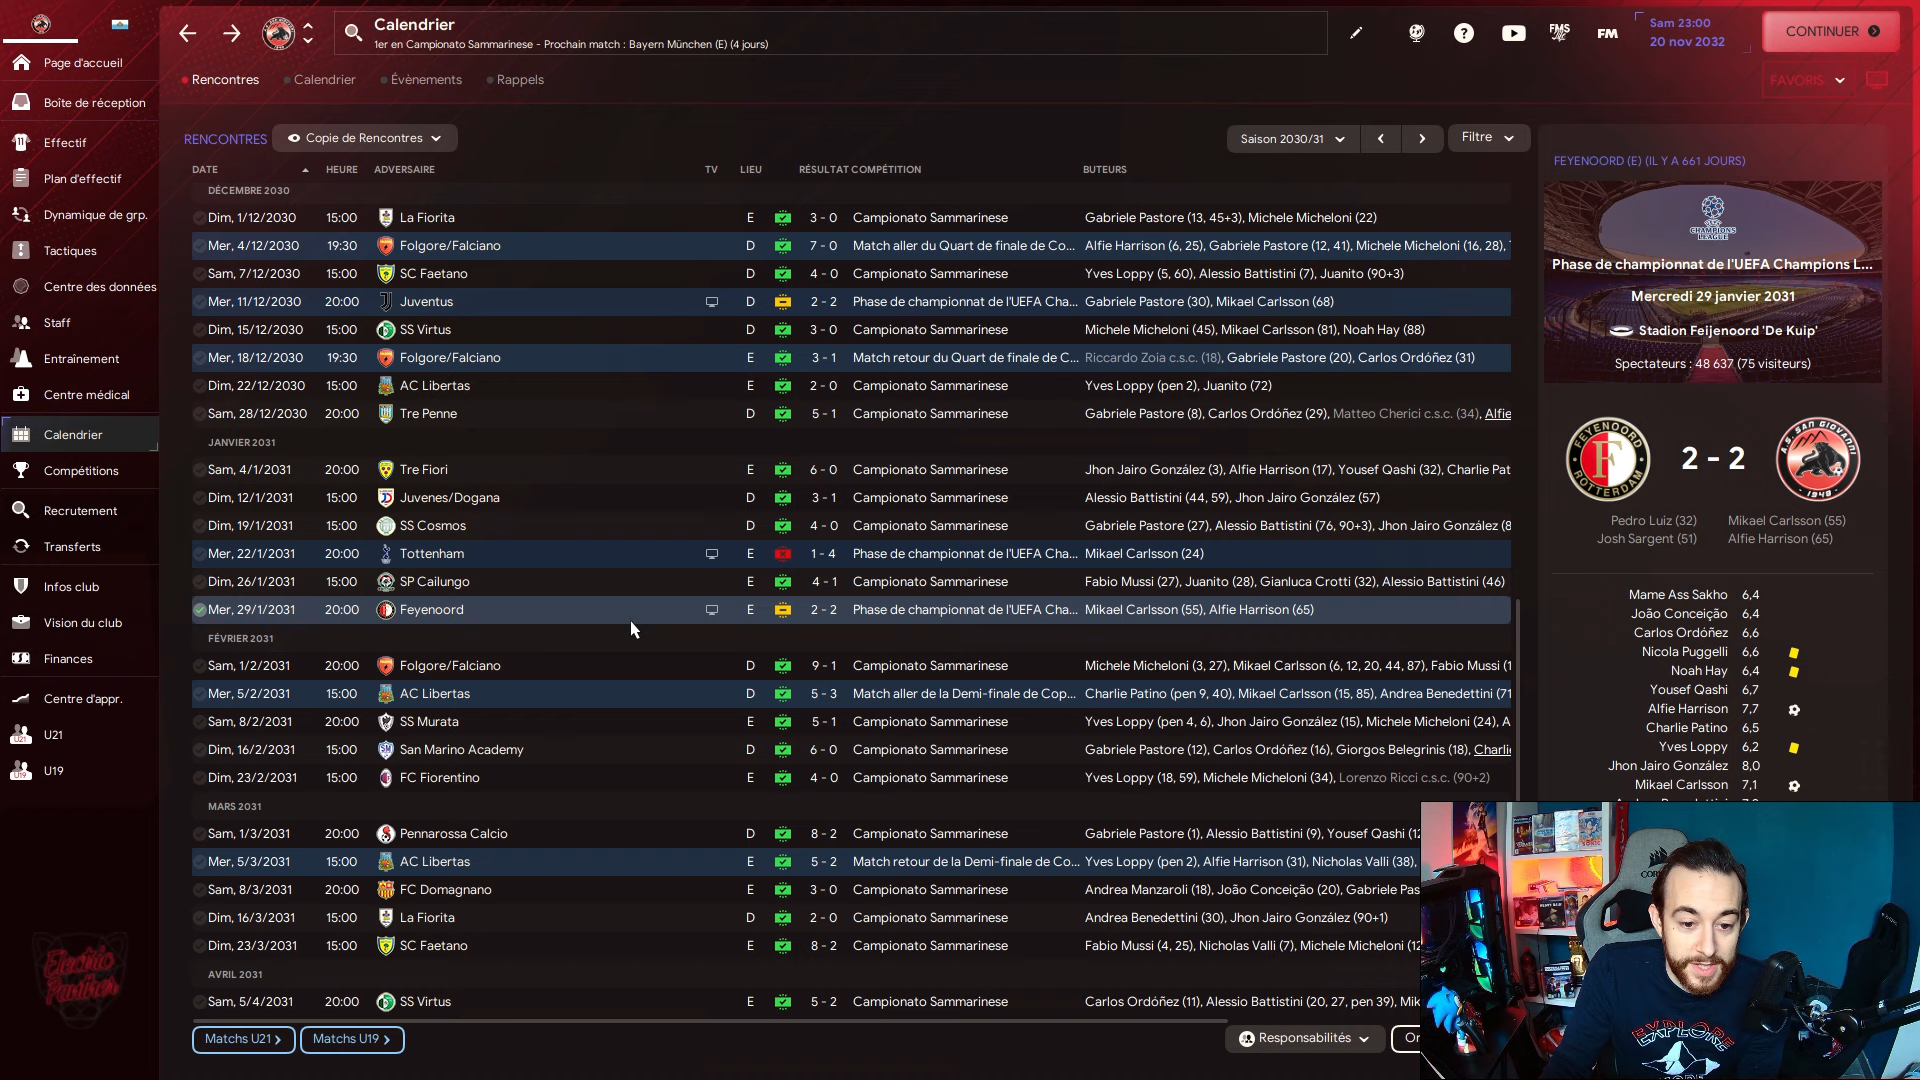 Calendrier
1er en Campionato Sammarinese - Prochain match : Bayern München (E) (4 jours)
FMS
FM
Sam 23:00
20 nov 2032
CONTINUER
Page d'accueil
Boîte de réception
Effectif
Plan d'effectif
Dynamique de grp.
Tactiques
Centre des données
Staff
Entraînement
Centre médical
Calendrier
Compétitions
Recrutement
Transferts
Infos club
Vision du club
Finances
Centre d'appr.
U21
U19
Electric
Panther
Rencontres
Calendrier
Évènements
Rappels
FAVORIS
RENCONTRES
Copie de Rencontres
Saison 2030/31
Filtre
DATE HEURE ADVERSAIRE TV LIEU RÉSULTAT COMPÉTITION BUTEURS
DÉCEMBRE 2030
Dim, 1/12/2030 15:00 La Fiorita E 3 - 0 Campionato Sammarinese Gabriele Pastore (13, 45+3), Michele Micheloni (22)
Mer, 4/12/2030 19:30 Folgore/Falciano D 7 - 0 Match aller du Quart de finale de Co... Alfie Harrison (6, 25), Gabriele Pastore (12, 41), Michele Micheloni (16, 28),
Sam, 7/12/2030 15:00 SC Faetano D 4 - 0 Campionato Sammarinese Yves Loppy (5, 60), Alessio Battistini (7), Juanito (90+3)
Mer, 11/12/2030 20:00 Juventus D 2 - 2 Phase de championnat de l'UEFA Cha... Gabriele Pastore (30), Mikael Carlsson (68)
Dim, 15/12/2030 15:00 SS Virtus D 3 - 0 Campionato Sammarinese Michele Micheloni (45), Mikael Carlsson (81), Noah Hay (88)
Mer, 18/12/2030 19:30 Folgore/Falciano E 3 - 1 Match retour du Quart de finale de C... Riccardo Zoia c.s.c. (18), Gabriele Pastore (20), Carlos Ordóñez (31)
Dim, 22/12/2030 15:00 AC Libertas E 2 - 0 Campionato Sammarinese Yves Loppy (pen 2), Juanito (72)
Sam, 28/12/2030 20:00 Tre Penne D 5 - 1 Campionato Sammarinese Gabriele Pastore (8), Carlos Ordóñez (29), Matteo Cherici c.s.c. (34), Alfie
JANVIER 2031
Sam, 4/1/2031 20:00 Tre Fiori E 6 - 0 Campionato Sammarinese Jhon Jairo González (3), Alfie Harrison (17), Yousef Qashi (32), Charlie Pat
Dim, 12/1/2031 15:00 Juvenes/Dogana D 3 - 1 Campionato Sammarinese Alessio Battistini (44, 59), Jhon Jairo González (57)
Dim, 19/1/2031 15:00 SS Cosmos D 4 - 0 Campionato Sammarinese Gabriele Pastore (27), Alessio Battistini (76, 90+3), Jhon Jairo González (8
Mer, 22/1/2031 20:00 Tottenham E 1 - 4 Phase de championnat de l'UEFA Cha... Mikael Carlsson (24)
Dim, 26/1/2031 15:00 SP Cailungo E 4 - 1 Campionato Sammarinese Fabio Mussi (27), Juanito (28), Gianluca Crotti (32), Alessio Battistini (46)
Mer, 29/1/2031 20:00 Feyenoord E 2 - 2 Phase de championnat de l'UEFA Cha... Mikael Carlsson (55), Alfie Harrison (65)
FÉVRIER 2031
Sam, 1/2/2031 20:00 Folgore/Falciano D 9 - 1 Campionato Sammarinese Michele Micheloni (3, 27), Mikael Carlsson (6, 12, 20, 44, 87), Fabio Mussi (1
Mer, 5/2/2031 15:00 AC Libertas D 5 - 3 Match aller de la Demi-finale de Cop... Charlie Patino (pen 9, 40), Mikael Carlsson (15, 85), Andrea Benedettini (71
Sam, 8/2/2031 20:00 SS Murata E 5 - 1 Campionato Sammarinese Yves Loppy (pen 4, 6), Jhon Jairo González (15), Michele Micheloni (24), A
Dim, 16/2/2031 15:00 San Marino Academy D 6 - 0 Campionato Sammarinese Gabriele Pastore (12), Carlos Ordóñez (16), Giorgos Belegrinis (18), Charli
Dim, 23/2/2031 15:00 FC Fiorentino E 4 - 0 Campionato Sammarinese Yves Loppy (18, 59), Michele Micheloni (34), Lorenzo Ricci c.s.c. (90+2)
MARS 2031
Sam, 1/3/2031 20:00 Pennarossa Calcio D 8 - 2 Campionato Sammarinese Gabriele Pastore (1), Alessio Battistini (9), Yousef Qashi (12
Mer, 5/3/2031 15:00 AC Libertas E 5 - 2 Match retour de la Demi-finale de Co... Yves Loppy (pen 2), Alfie Harrison (31), Nicholas Valli (38),
Sam, 8/3/2031 20:00 FC Domagnano E 3 - 0 Campionato Sammarinese Andrea Manzaroli (18), João Conceição (20), Gabriele Pas
Dim, 16/3/2031 15:00 La Fiorita D 2 - 0 Campionato Sammarinese Andrea Benedettini (30), Jhon Jairo González (90+1)
Dim, 23/3/2031 15:00 SC Faetano E 8 - 2 Campionato Sammarinese Fabio Mussi (4, 25), Nicholas Valli (7), Michele Micheloni (12
AVRIL 2031
Sam, 5/4/2031 20:00 SS Virtus E 5 - 2 Campionato Sammarinese Carlos Ordóñez (11), Alessio Battistini (20, 27, pen 39), Mik
Matchs U21
Matchs U19
Responsabilités
Or
FEYENOORD (E) (IL Y A 661 JOURS)
CHAMPIONS
LEAGUE
Phase de championnat de l'UEFA Champions L...
Mercredi 29 janvier 2031
Stadion Feijenoord 'De Kuip'
Spectateurs : 48 637 (75 visiteurs)
FEYENOORD
ROTTERDAM
2 - 2
A.S. SAN GIOVANNI
1948
Pedro Luiz (32) Mikael Carlsson (55)
Josh Sargent (51) Alfie Harrison (65)
Mame Ass Sakho 6,4
João Conceição 6,4
Carlos Ordóñez 6,6
Nicola Puggelli 6,6
Noah Hay 6,4
Yousef Qashi 6,7
Alfie Harrison 7,7
Charlie Patino 6,5
Yves Loppy 6,2
Jhon Jairo González 8,0
Mikael Carlsson 7,1
EXPLORE